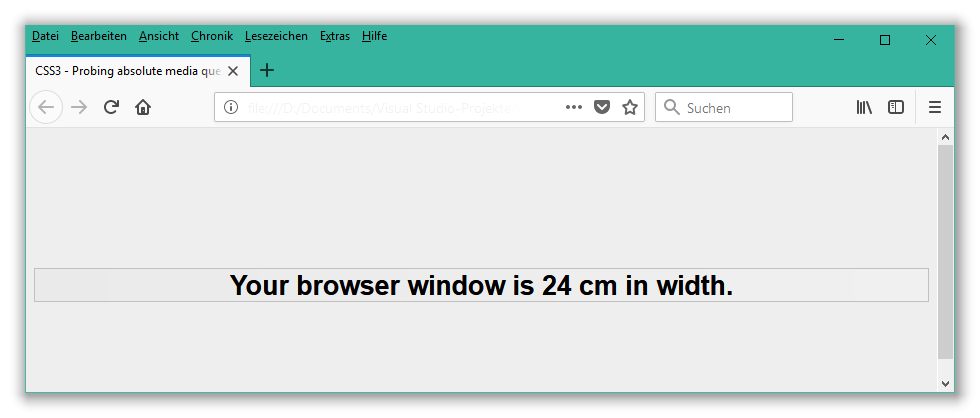 Datei Bearbeiten Ansicht Chronik Lesezeichen Extras Hilfe
CSS3 - Probing absolute media que
file:///D:/Documents/Visual Studio-Projekte/
Suchen
Your browser window is 24 cm in width.